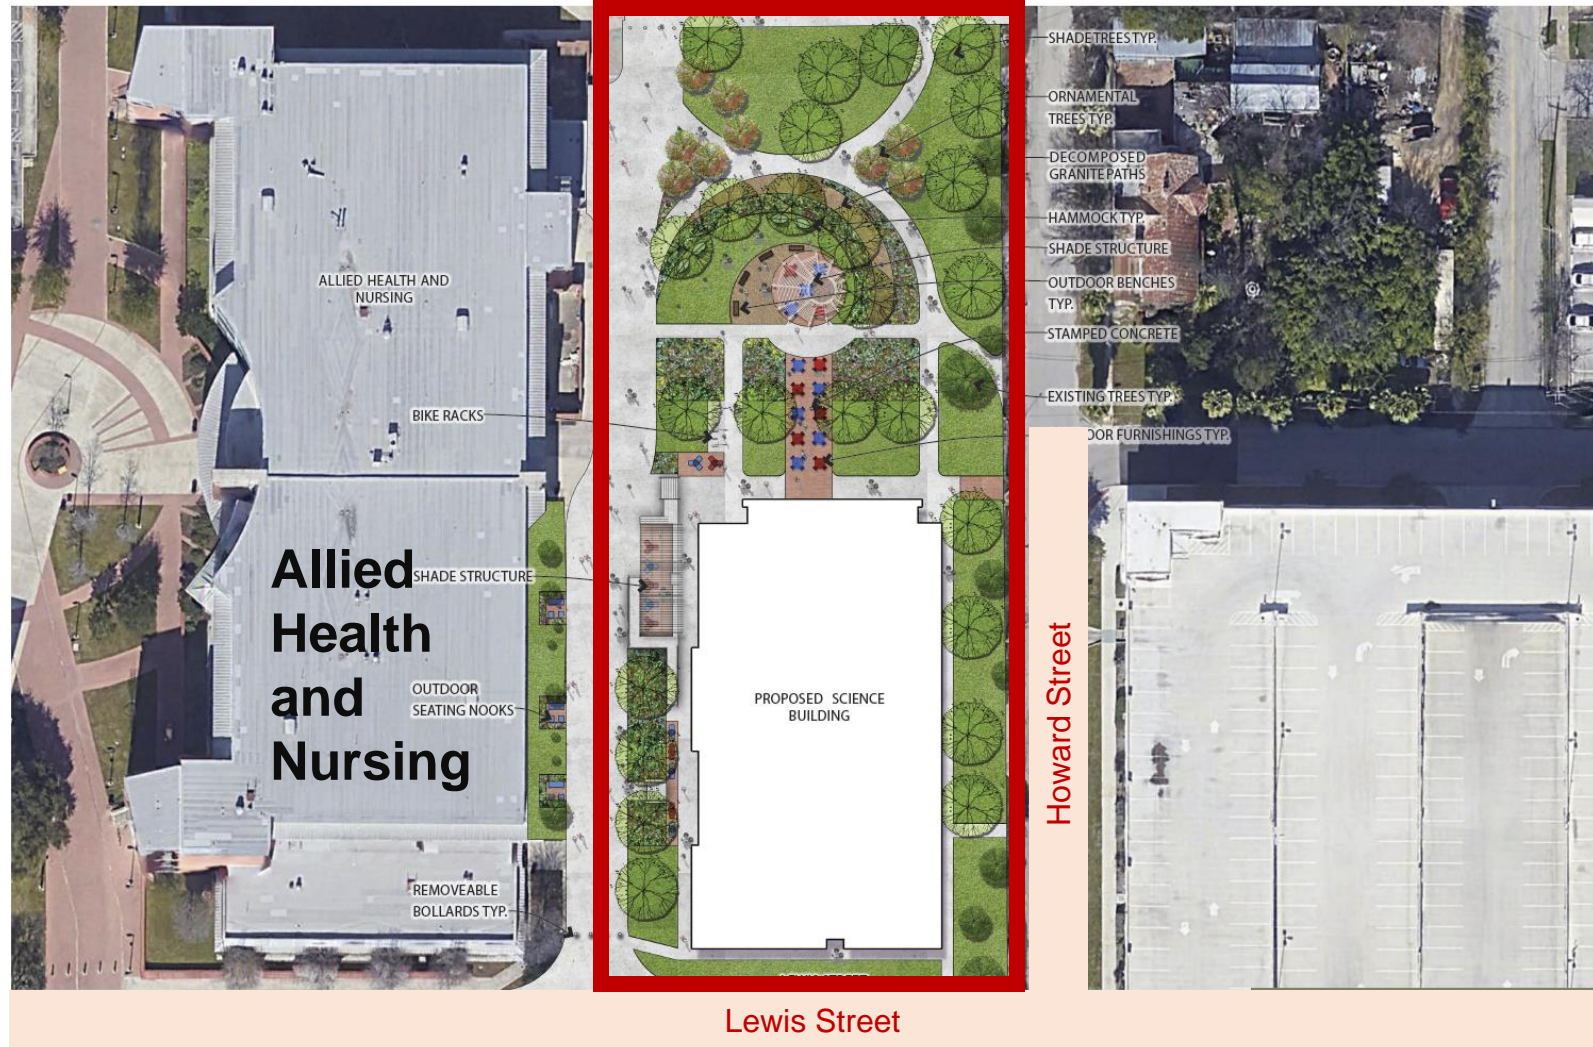 SHADE TREES TYP.
ORNAMENTAL
TREES TYP.
DECOMPOSED
GRANITE PATHS
HAMMOCK TYP.
SHADE STRUCTURE
OUTDOOR BENCHES
TYP.
STAMPED CONCRETE
EXISTING TREES TYP.
OOR FURNISHINGS TYP.
ALLIED HEALTH AND
NURSING
BIKE RACKS
Allied
Health
and
Nursing
SHADE STRUCTURE
OUTDOOR
SEATING NOOKS
REMOVEABLE
BOLLARDS TYP.
PROPOSED SCIENCE
BUILDING
LEWIS STREET
Howard Street
Lewis Street